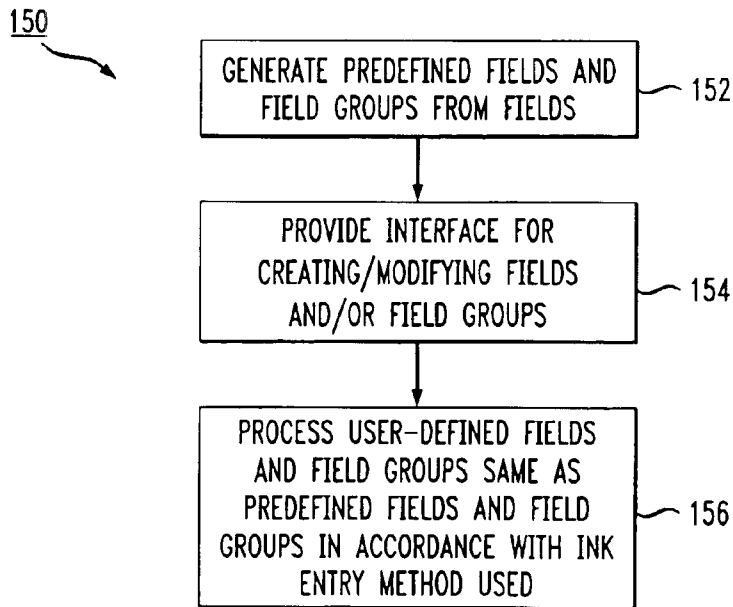 150
GENERATE PREDEFINED FIELDS AND
FIELD GROUPS FROM FIELDS
152
PROVIDE INTERFACE FOR
CREATING/MODIFYING FIELDS
AND/OR FIELD GROUPS
154
PROCESS USER-DEFINED FIELDS
AND FIELD GROUPS SAME AS
PREDEFINED FIELDS AND FIELD
GROUPS IN ACCORDANCE WITH INK
ENTRY METHOD USED
156